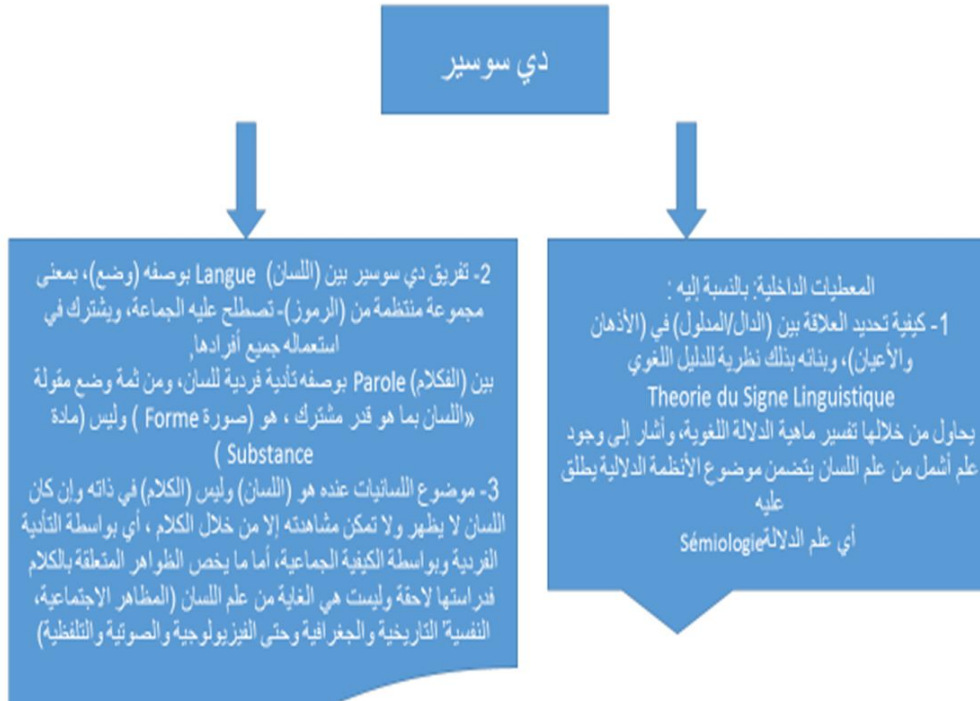 دي سوسير
المعطيات الداخلية: بالنسبة إليه :
1- كيفية تحديد العلاقة بين (الدال/المدلول) في (الأذهان
والأعيان)، وبنائه بذلك نظرية للدليل اللغوي
Theorie du Signe Linguistique
يحاول من خلالها تفسير ماهية الدلالة اللغوية، وأشار إلى وجود
علم أشمل من علم اللسان يتضمن موضوع الأنظمة الدلالية يطلق
عليه
أي علم الدلالة Sémiologie
2- تفريق دي سوسير بين (اللسان) Langue بوصفه (وضع)، بمعنى
مجموعة منتظمة من (الرموز)- تصطلح عليه الجماعة، ويشترك في
استعماله جميع أفرادها,
بين (الفكلام) Parole بوصفه تأدية فردية للسان، ومن ثمة وضع مقولة
«اللسان بما هو قدر مشترك ، هو (صورة Forme ) وليس (مادة
Substance )
3- موضوع اللسانيات عنده هو (اللسان) وليس (الكلام) في ذاته وإن كان
اللسان لا يظهر ولا تمكن مشاهدته إلا من خلال الكلام ، أي بواسطة التأدية
الفردية وبواسطة الكيفية الجماعية، أما ما يخص الظواهر المتعلقة بالكلام
فدراستها لاحقة وليست هي الغاية من علم اللسان (المظاهر الاجتماعية،
النفسية' التاريخية والجغرافية وحتى الفيزيولوجية والصوتية والتلفظية)